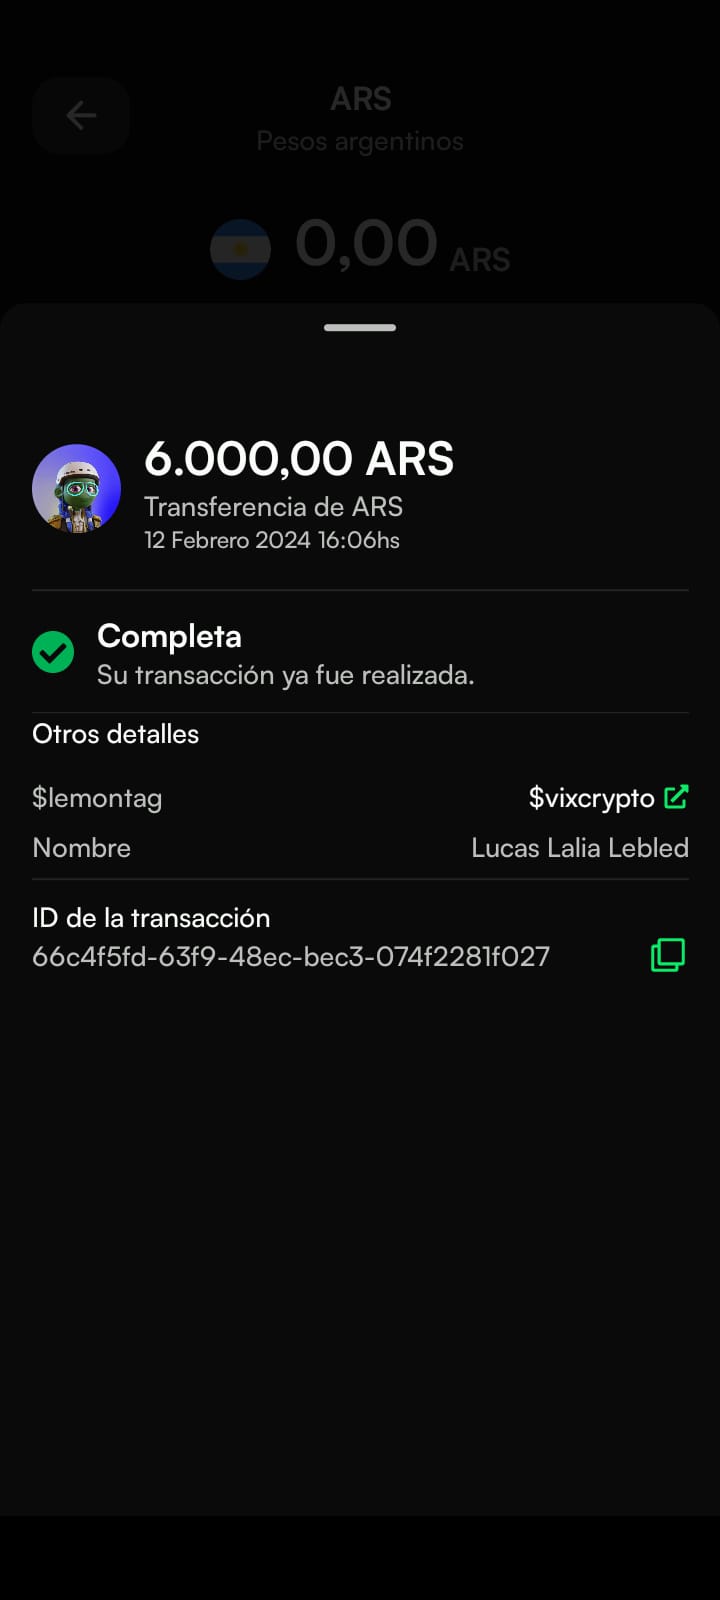 ARS
Pesos argentinos
0,00 ARS
6.000,00 ARS
Transferencia de ARS
12 Febrero 2024 16:06hs
Completa
Su transacción ya fue realizada.
Otros detalles
$lemontag $vixcrypto
Nombre Lucas Lalia Lebled
ID de la transacción
66c4f5fd-63f9-48ec-bec3-074f2281f027